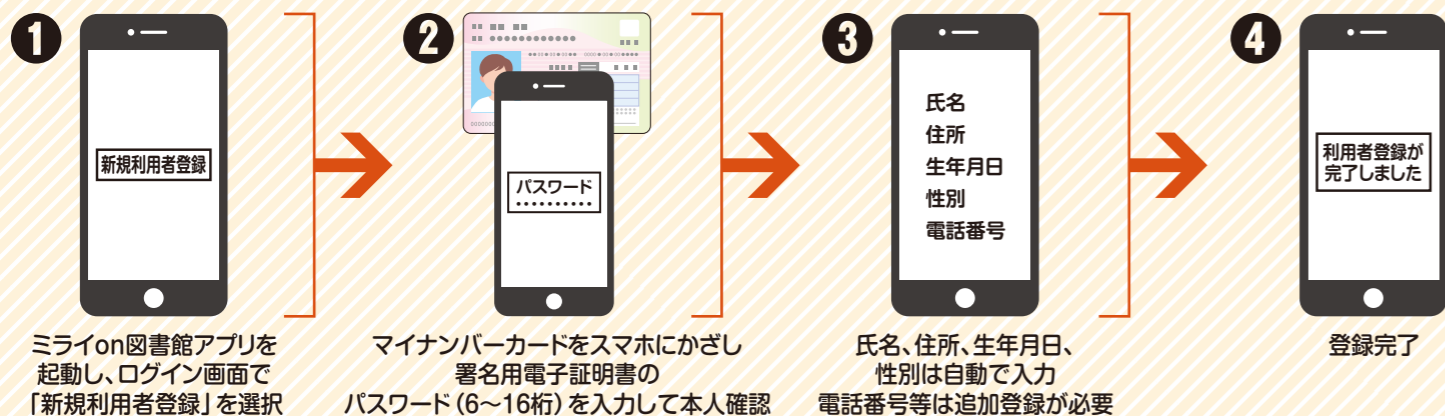 1
新規利用者登録
ミライon図書館アプリを
起動し、ログイン画面で
「新規利用者登録」を選択
2
パスワード
••••••••••
マイナンバーカードをスマホにかざし
署名用電子証明書の
パスワード（6〜16桁）を入力して本人確認
3
氏名
住所
生年月日
性別
電話番号
氏名、住所、生年月日、
性別は自動で入力
電話番号等は追加登録が必要
4
利用者登録が
完了しました
登録完了